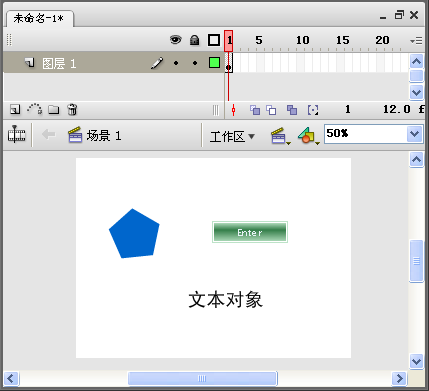 未命名-1*
1 5 10 15 20
图层 1
1 12.0 f
场景 1 工作区 50%
Enter
文本对象